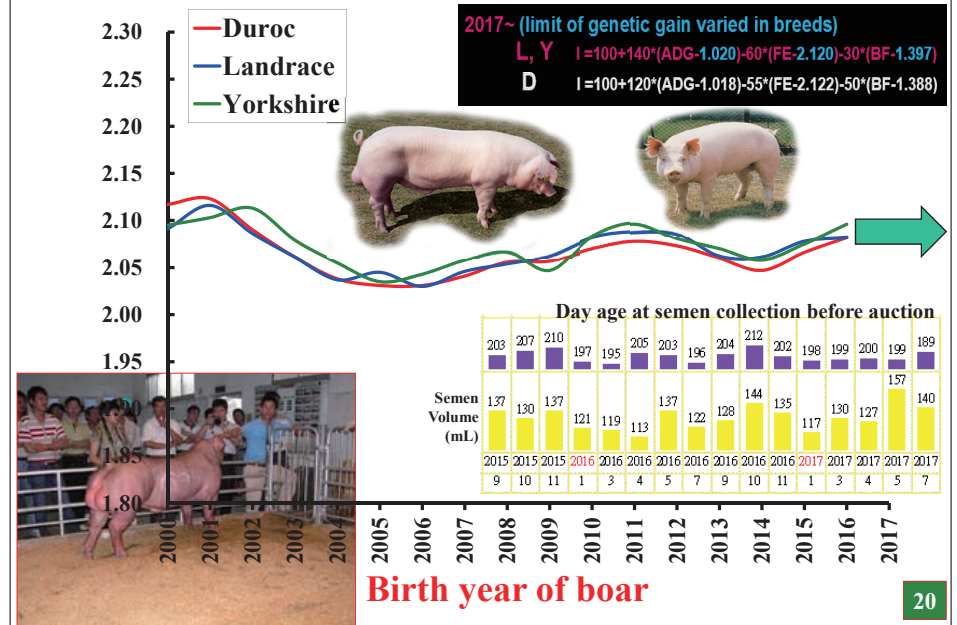 2.30
2.25
2.20
2.15
2.10
2.05
2.00
1.95
1.90
1.85
1.80
Duroc
Landrace
Yorkshire
2017~ (limit of genetic gain varied in breeds)
L, Y I =100+140*(ADG-1.020)-60*(FE-2.120)-30*(BF-1.397)
D I =100+120*(ADG-1.018)-55*(FE-2.122)-50*(BF-1.388)
Day age at semen collection before auction
203 207 210 197 195 205 203 196 204 212 202 198 199 200 199 189
Semen
Volume
(mL)
137 130 137 121 119 113 137 122 128 144 135 117 130 127 157 140
2015 2015 2015 2016 2016 2016 2016 2016 2016 2016 2016 2017 2017 2017 2017 2017
9 10 11 1 3 4 5 7 9 10 11 1 3 4 5 7
2000 2001 2002 2003 2004 2005 2006 2007 2008 2009 2010 2011 2012 2013 2014 2015 2016 2017
Birth year of boar
20